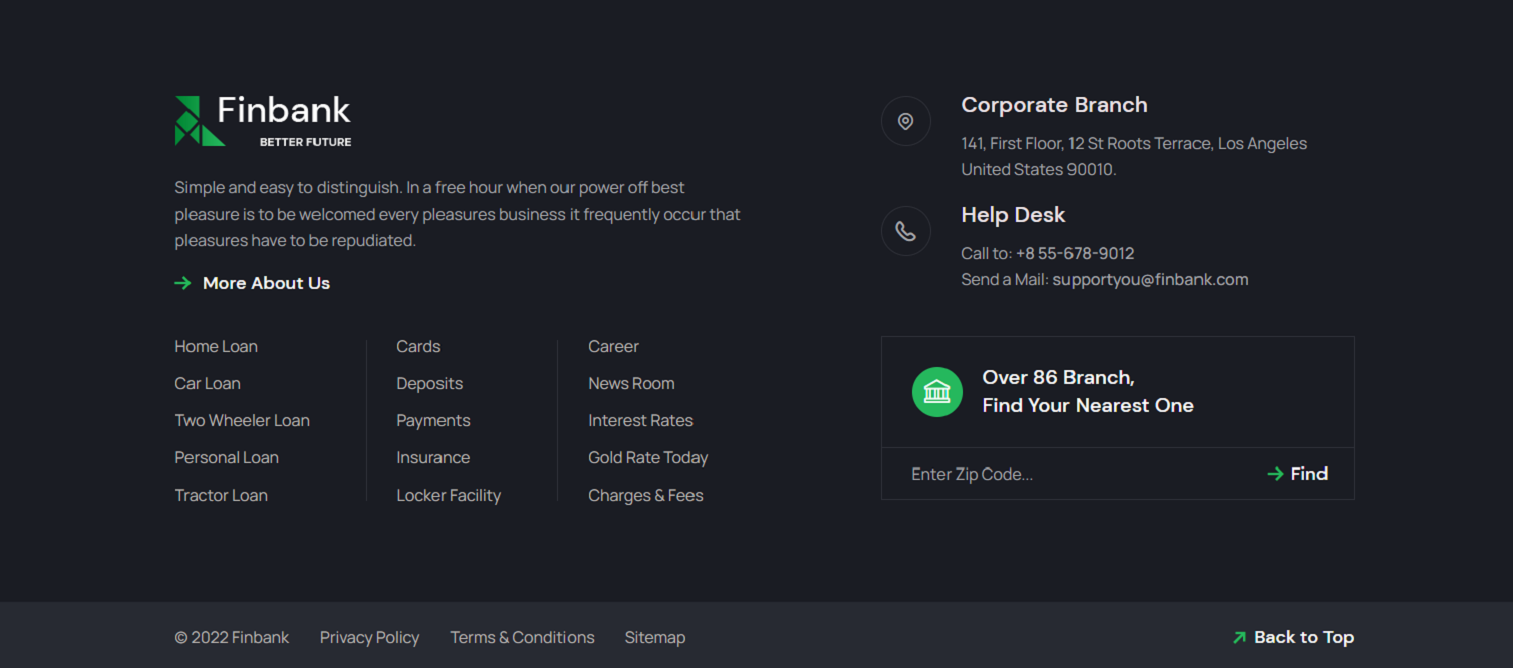 Finbank
BETTER FUTURE
Simple and easy to distinguish. In a free hour when our power off best
pleasure is to be welcomed every pleasures business it frequently occur that
pleasures have to be repudiated.
More About Us
Home Loan
Car Loan
Two Wheeler Loan
Personal Loan
Tractor Loan
Cards
Deposits
Payments
Insurance
Locker Facility
Career
News Room
Interest Rates
Gold Rate Today
Charges & Fees
Corporate Branch
141, First Floor, 12 St Roots Terrace, Los Angeles
United States 90010.
Help Desk
Call to: +8 55-678-9012
Send a Mail: supportyou@finbank.com
Over 86 Branch,
Find Your Nearest One
Enter Zip Code...
Find
© 2022 Finbank
Privacy Policy
Terms & Conditions
Sitemap
Back to Top